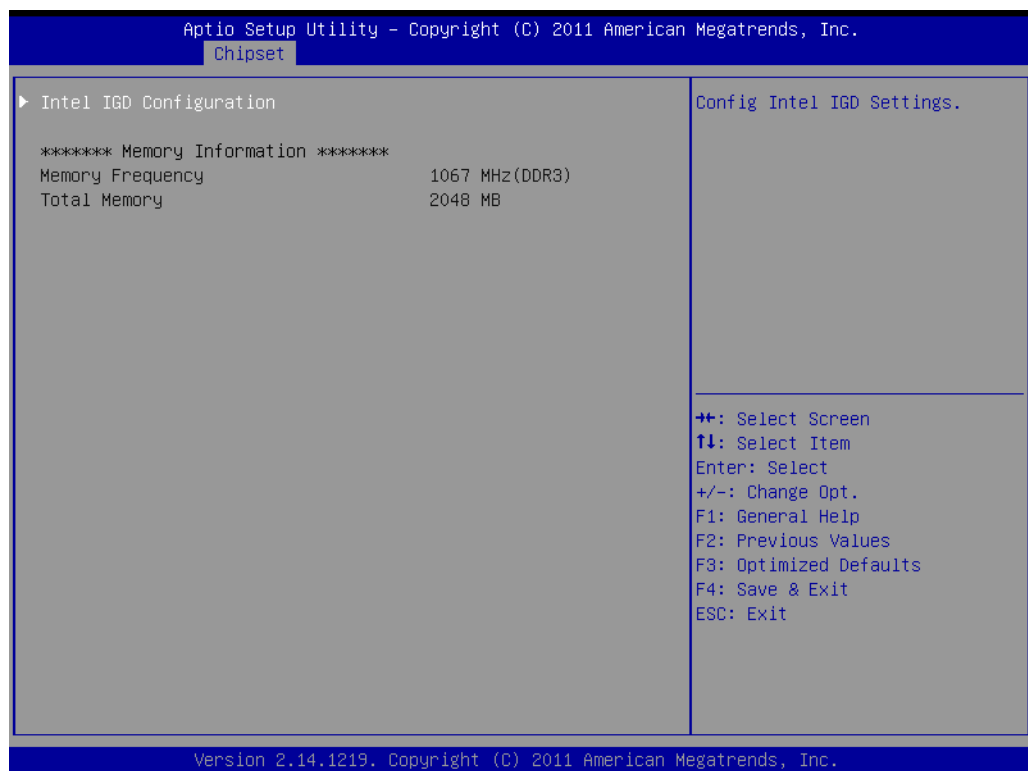 Aptio Setup Utility – Copyright (C) 2011 American Megatrends, Inc.
Chipset
▶ Intel IGD Configuration
******* Memory Information *******
Memory Frequency 1067 MHz(DDR3)
Total Memory 2048 MB
Config Intel IGD Settings.
→←: Select Screen
↑↓: Select Item
Enter: Select
+/-: Change Opt.
F1: General Help
F2: Previous Values
F3: Optimized Defaults
F4: Save & Exit
ESC: Exit
Version 2.14.1219. Copyright (C) 2011 American Megatrends, Inc.